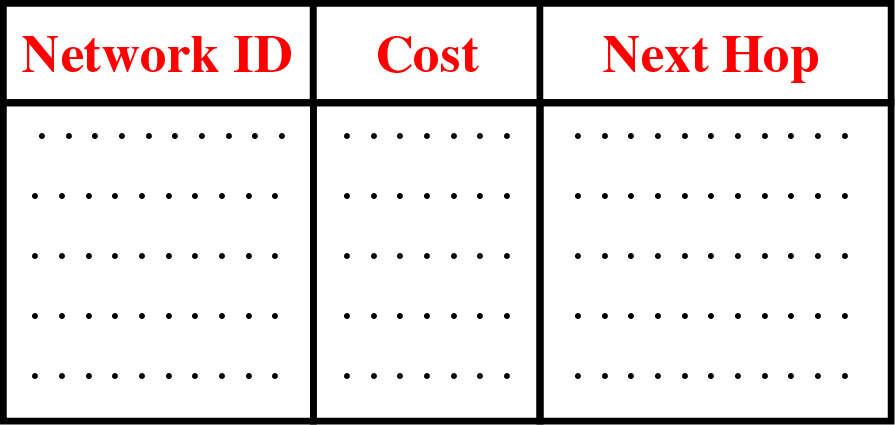 Network ID Cost Next Hop
. . . . . . . . . . . . . . . . . . . . . . . . . . . .
. . . . . . . . . . . . . . . . . . . . . . . . . . . .
. . . . . . . . . . . . . . . . . . . . . . . . . . . .
. . . . . . . . . . . . . . . . . . . . . . . . . . . .
. . . . . . . . . . . . . . . . . . . . . . . . . . . .